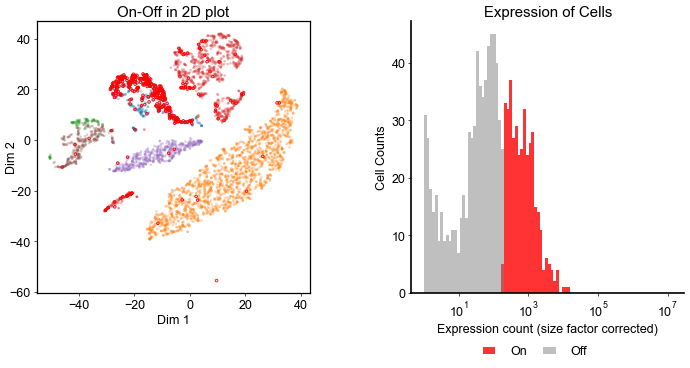 On-Off in 2D plot
Expression of Cells
40
20
0
−20
−40
−60
Dim 2
−40
−20
0
20
40
Dim 1
40
30
20
10
0
Cell Counts
10^1
10^3
10^5
10^7
Expression count (size factor corrected)
On
Off